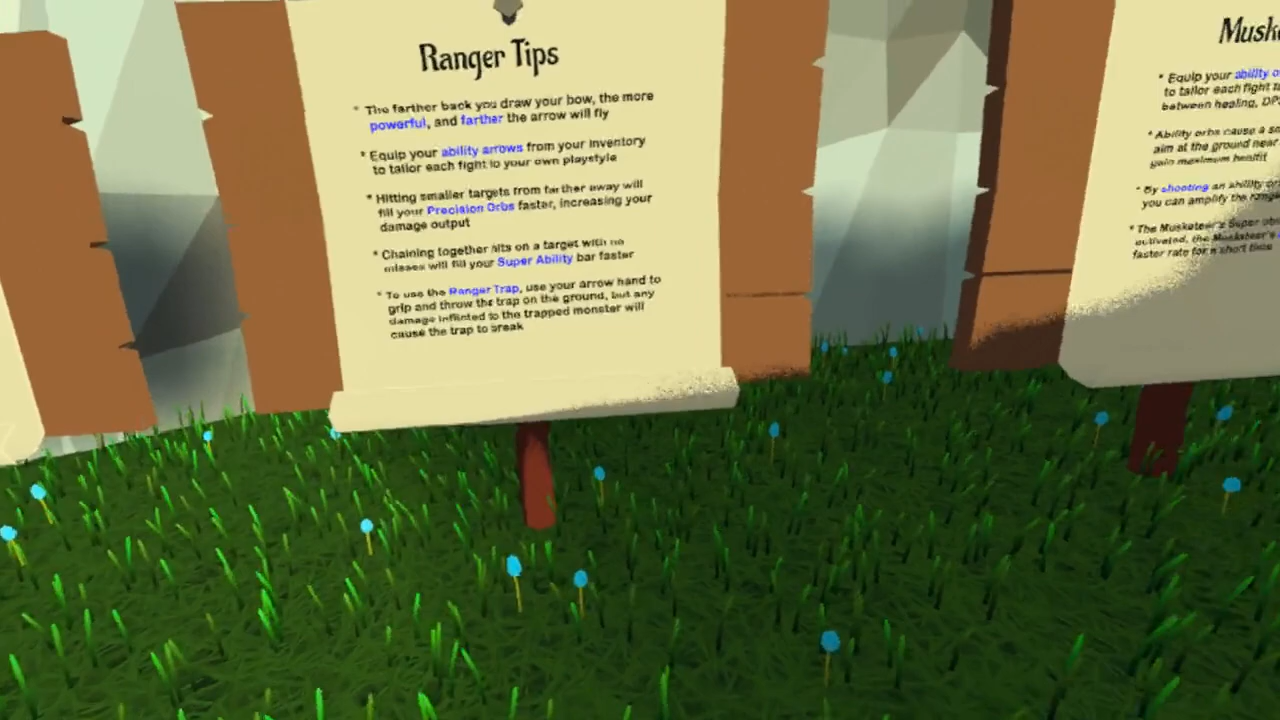 Ranger Tips
* The farther back you draw your bow, the more
powerful, and farther the arrow will fly
* Equip your ability arrows from your inventory
to tailor each fight to your own playstyle
* Hitting smaller targets from farther away will
fill your Precision Orbs faster, increasing your
damage output
* Chaining together hits on a target with no
misses will fill your Super Ability bar faster
* To use the Ranger Trap, use your arrow hand to
grip and throw the trap on the ground, but any
damage inflicted to the trapped monster will
cause the trap to break
* Equip your ability
to tailor each fight
between healing,
* Ability orbs cause a
aim at the ground near
gain maximum benefit
* By shooting an ability
you can amplify the
* The Musketeer's Super
activated, the Musketeer's
faster rate for a short time